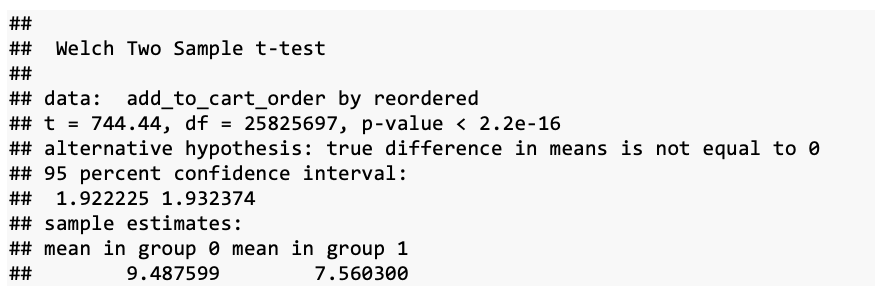 ##
##  Welch Two Sample t-test
##
## data:  add_to_cart_order by reordered
## t = 744.44, df = 25825697, p-value < 2.2e-16
## alternative hypothesis: true difference in means is not equal to 0
## 95 percent confidence interval:
##  1.922225 1.932374
## sample estimates:
## mean in group 0 mean in group 1
##        9.487599        7.560300